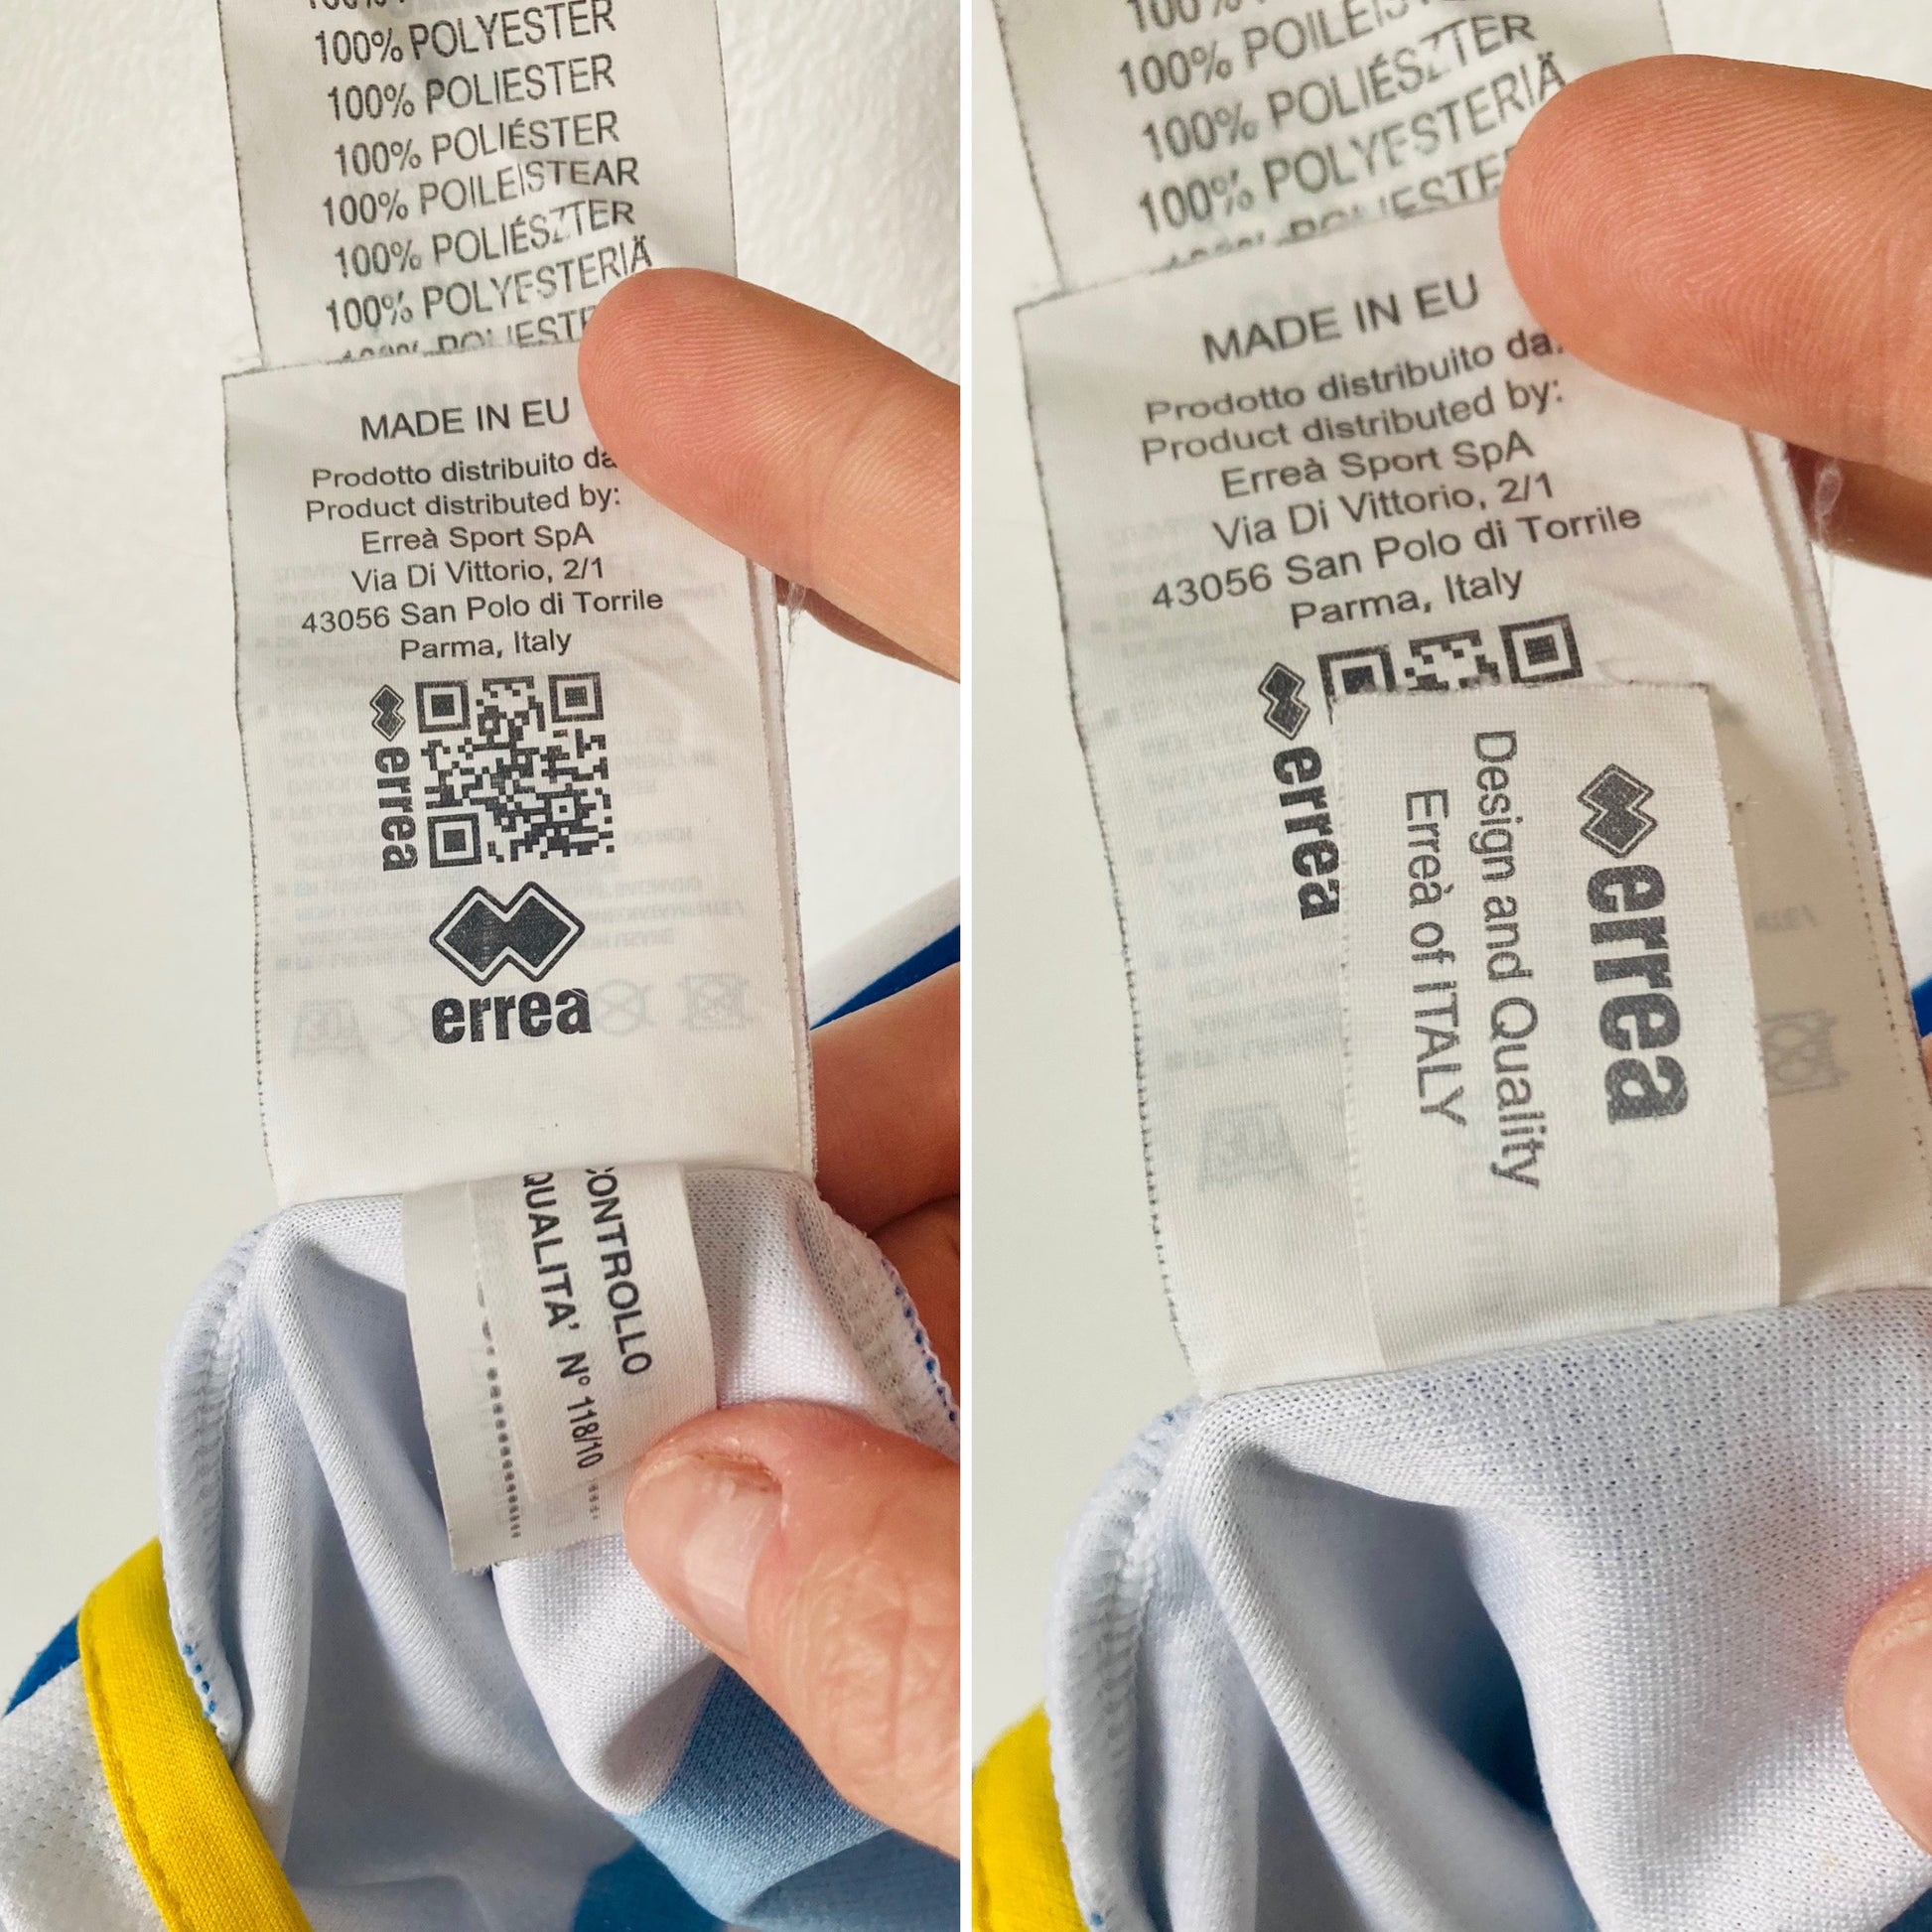 100% POLYESTER
100% POLIESTER
100% POLIÉSTER
100% POILEISTEAR
100% POLIÉSZTER
100% POLYESTERIÄ
MADE IN EU
Prodotto distribuito da
Product distributed by:
Erreà Sport SpA
Via Di Vittorio, 2/1
43056 San Polo di Torrile
Parma, Italy
errea
errea
CONTROLLO
QUALITA' N° 118/10
100% POLIÉSZTER
100% POLYESTERIÄ
MADE IN EU
Prodotto distribuito da:
Product distributed by:
Erreà Sport SpA
Via Di Vittorio, 2/1
43056 San Polo di Torrile
Parma, Italy
errea
errea
Design and Quality
Erreà of ITALY